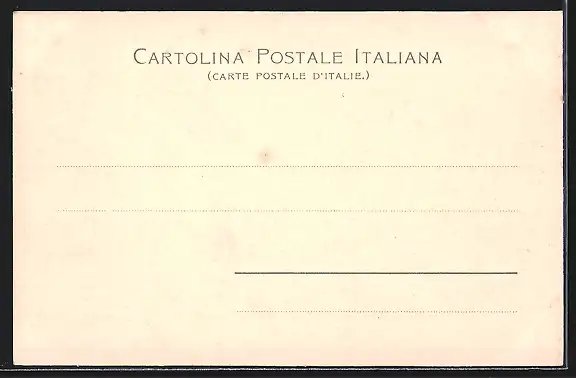 CARTOLINA POSTALE ITALIANA
(CARTE POSTALE D'ITALIE.)